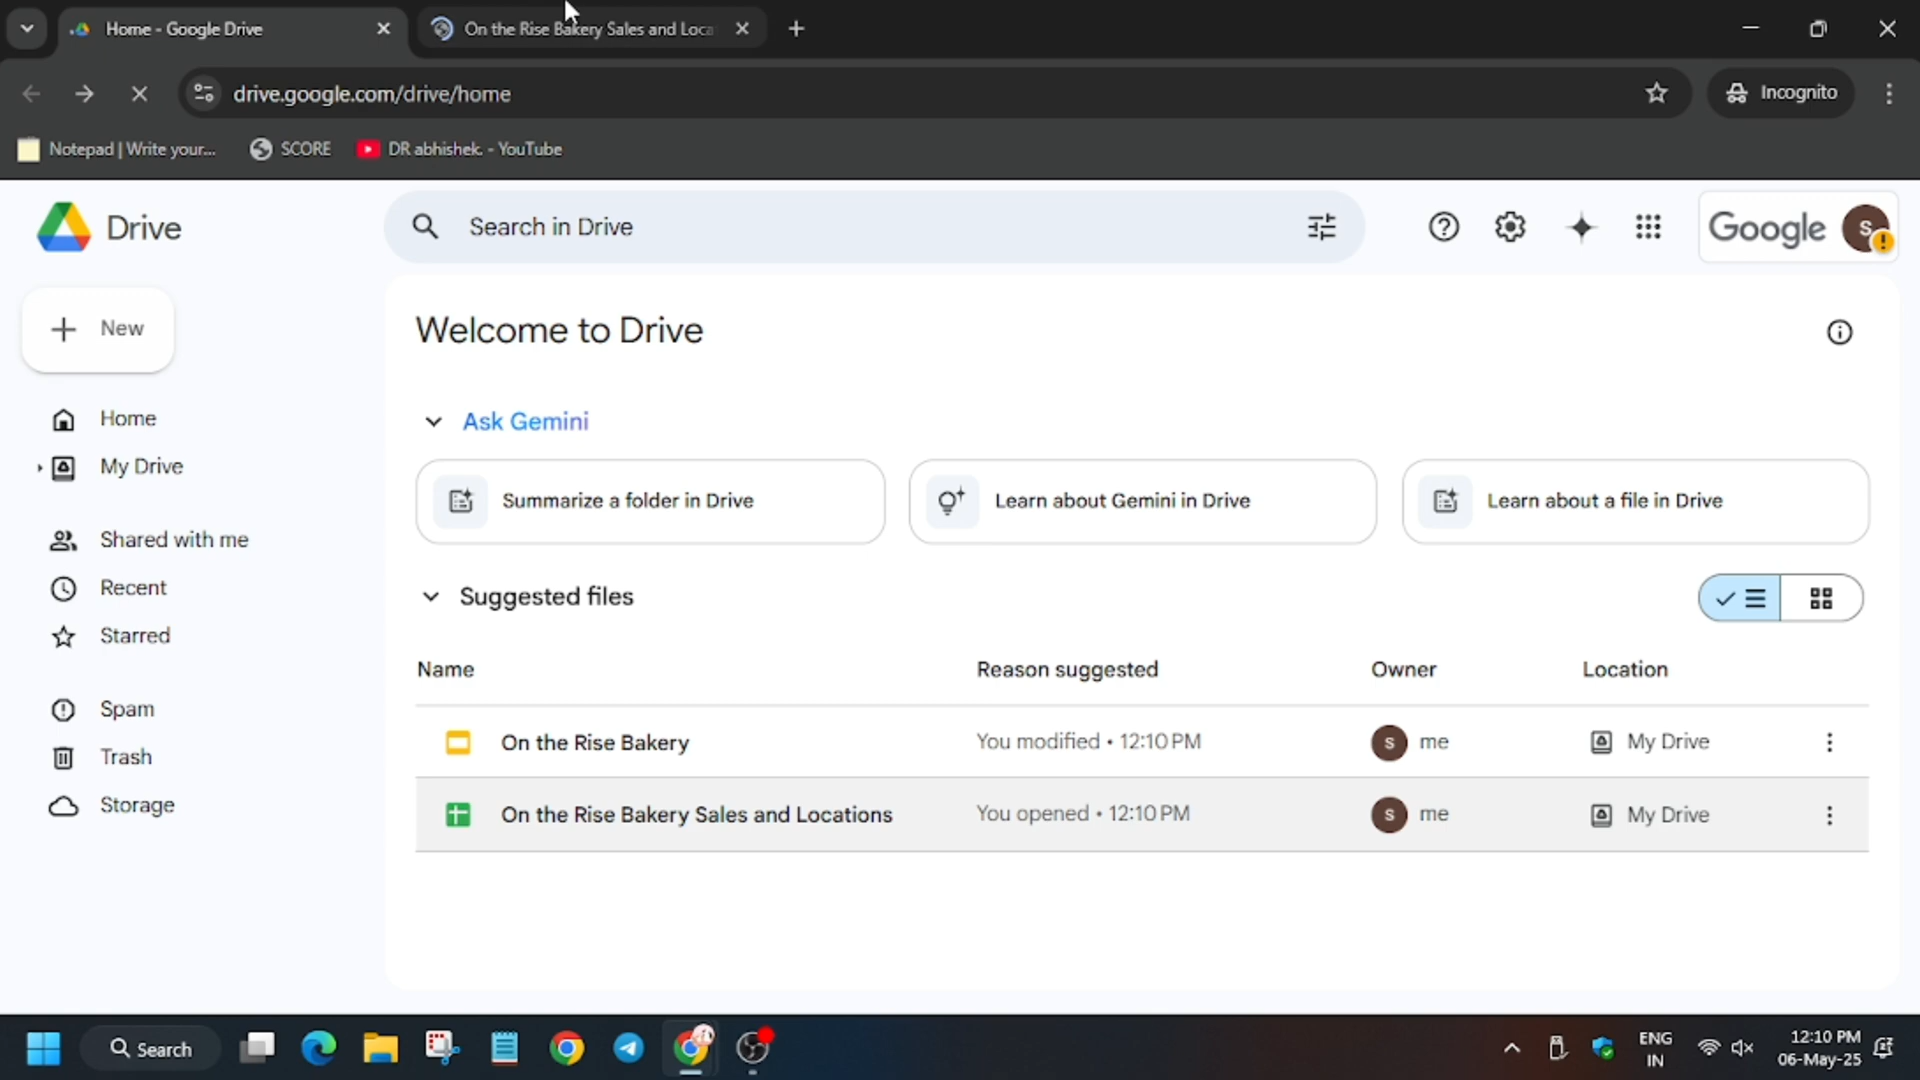 Home - Google Drive
On the Rise Bakery Sales and Loca
drive.google.com/drive/home
Incognito
Notepad | Write your...
SCORE
DR abhishek. - YouTube
Drive
Search in Drive
Google
S
New
Welcome to Drive
Home
Ask Gemini
My Drive
Summarize a folder in Drive
Learn about Gemini in Drive
Learn about a file in Drive
Shared with me
Recent
Suggested files
Starred
Name
Reason suggested
Owner
Location
Spam
On the Rise Bakery
You modified • 12:10 PM
S
me
My Drive
Trash
Storage
On the Rise Bakery Sales and Locations
You opened • 12:10 PM
S
me
My Drive
Search
ENG
IN
12:10 PM
06-May-25